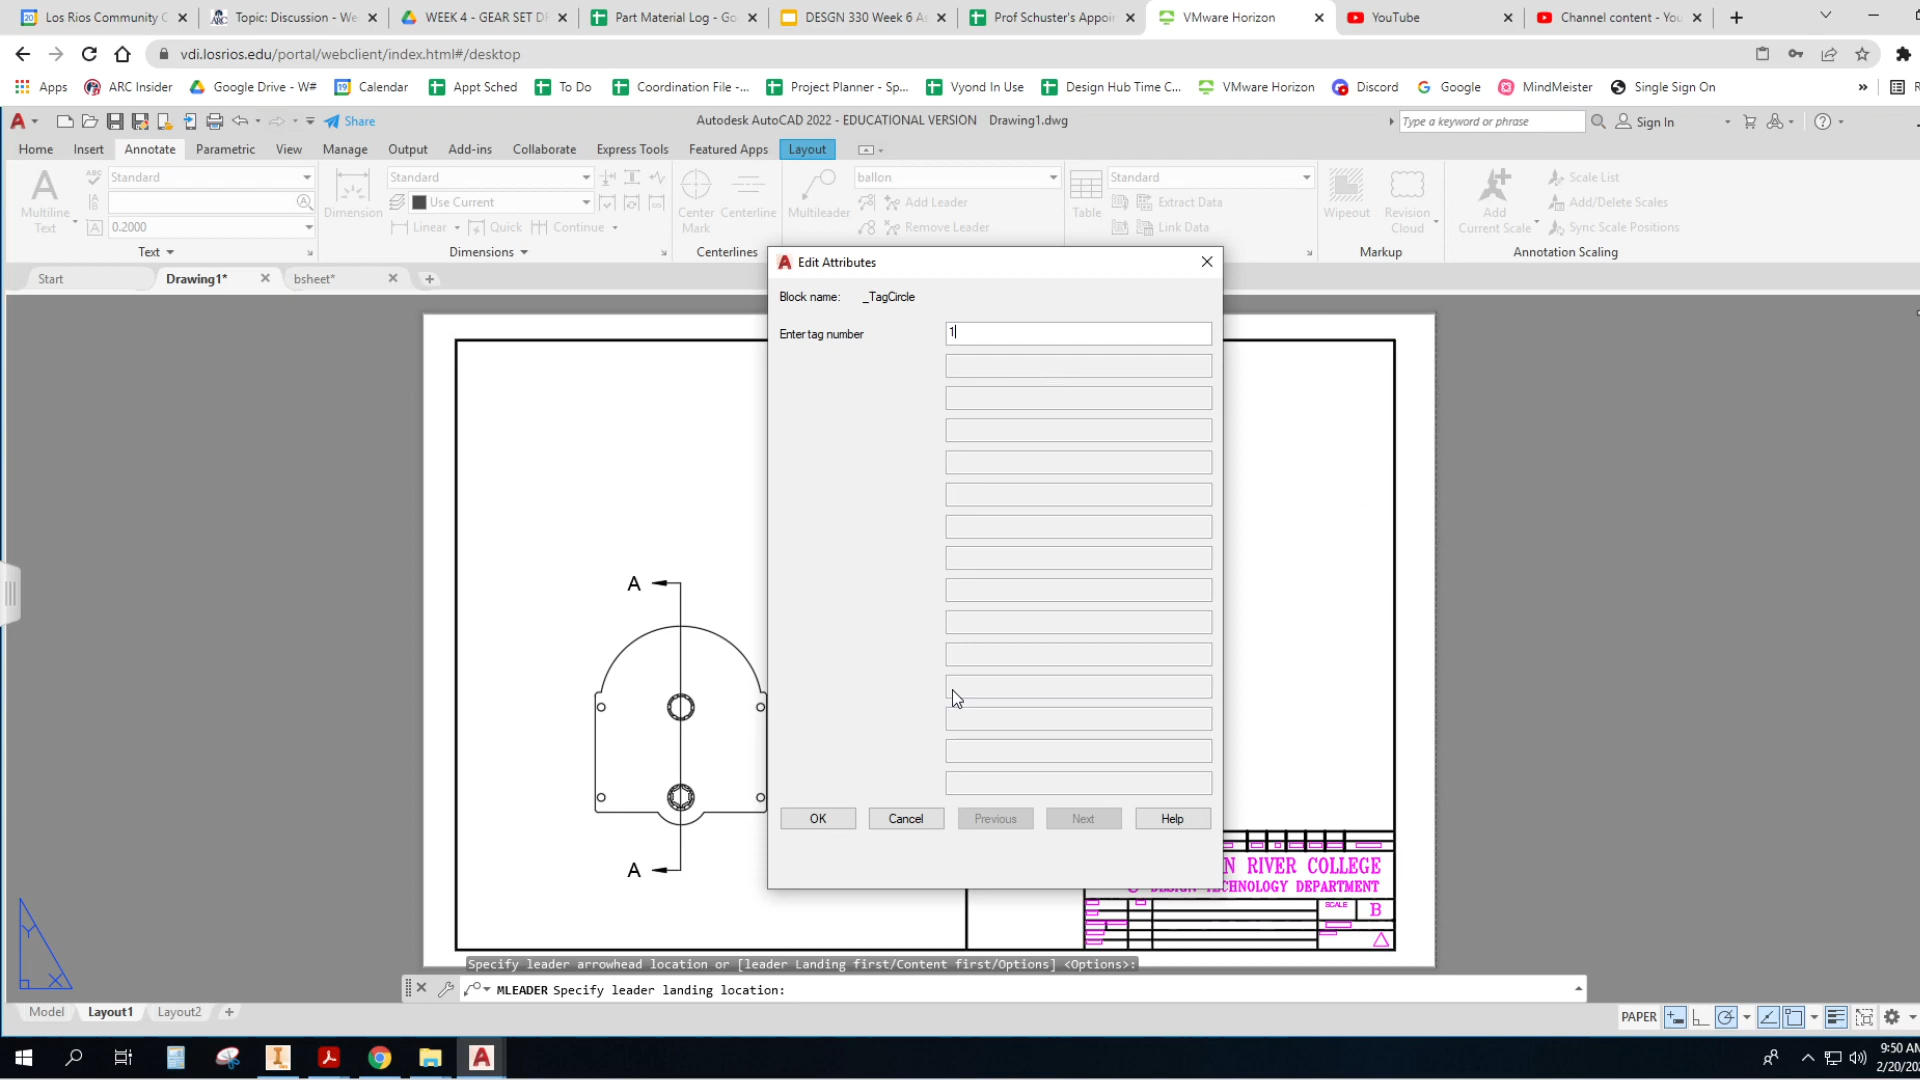 Los Rios Community C
Topic: Discussion - We
WEEK 4 - GEAR SET DR
Part Material Log - Go
DESGN 330 Week 6 As
Prof Schuster's Appoin
VMware Horizon
YouTube
Channel content - You
vdi.losrios.edu/portal/webclient/index.html#/desktop
Apps
ARC Insider
Google Drive - W#
Calendar
Appt Sched
To Do
Coordination File -...
Project Planner - Sp...
Vyond In Use
Design Hub Time C...
VMware Horizon
Discord
Google
MindMeister
Single Sign On
Share
Autodesk AutoCAD 2022 - EDUCATIONAL VERSION Drawing1.dwg
Type a keyword or phrase
Sign In
Home
Insert
Annotate
Parametric
View
Manage
Output
Add-ins
Collaborate
Express Tools
Featured Apps
Layout
Multiline
Text
Standard
0.2000
Text
Dimension
Standard
Use Current
Linear
Quick
Continue
Dimensions
Center
Mark
Centerline
Centerlines
Multileader
ballon
Add Leader
Remove Leader
Table
Standard
Extract Data
Link Data
Wipeout
Revision
Cloud
Markup
Add
Current Scale
Scale List
Add/Delete Scales
Sync Scale Positions
Annotation Scaling
Start
Drawing1*
bsheet*
Edit Attributes
Block name: _TagCircle
Enter tag number
1
OK
Cancel
Previous
Next
Help
A
A
N RIVER COLLEGE
CHNOLOGY DEPARTMENT
SCALE
B
Specify leader arrowhead location or [leader Landing first/Content first/Options] <Options>:
MLEADER Specify leader landing location:
Y
X
Model
Layout1
Layout2
PAPER
9:50 AM
2/20/20